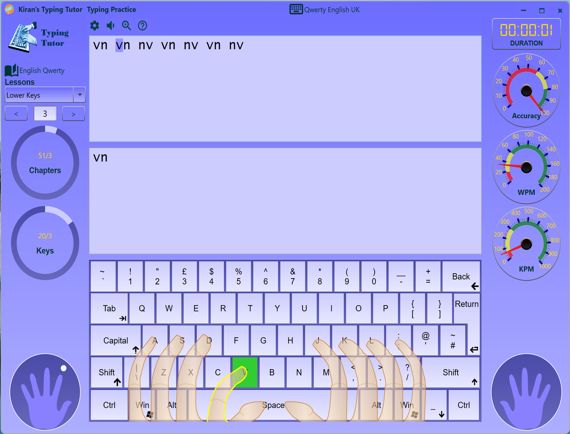 Kiran's Typing Tutor Typing Practice
Qwerty English UK
Typing
Tutor
English Qwerty
Lessons
Lower Keys
< 3 >
51/3
Chapters
20/3
Keys
vn vn nv vn nv vn nv
vn
00:00:01
DURATION
Accuracy
WPM
KPM
~ ! " £ $ % ^ & * ( ) __ + Back
` 1 2 3 4 5 6 7 8 9 0 - =
Tab Q W E R T Y U I O P { } Return
[ ]
Capital A S D F G H J K L : @ ~
' #
Shift | Z X C B N M < > ? Shift
\ , . /
Ctrl Win Alt Space Alt Win Ctrl